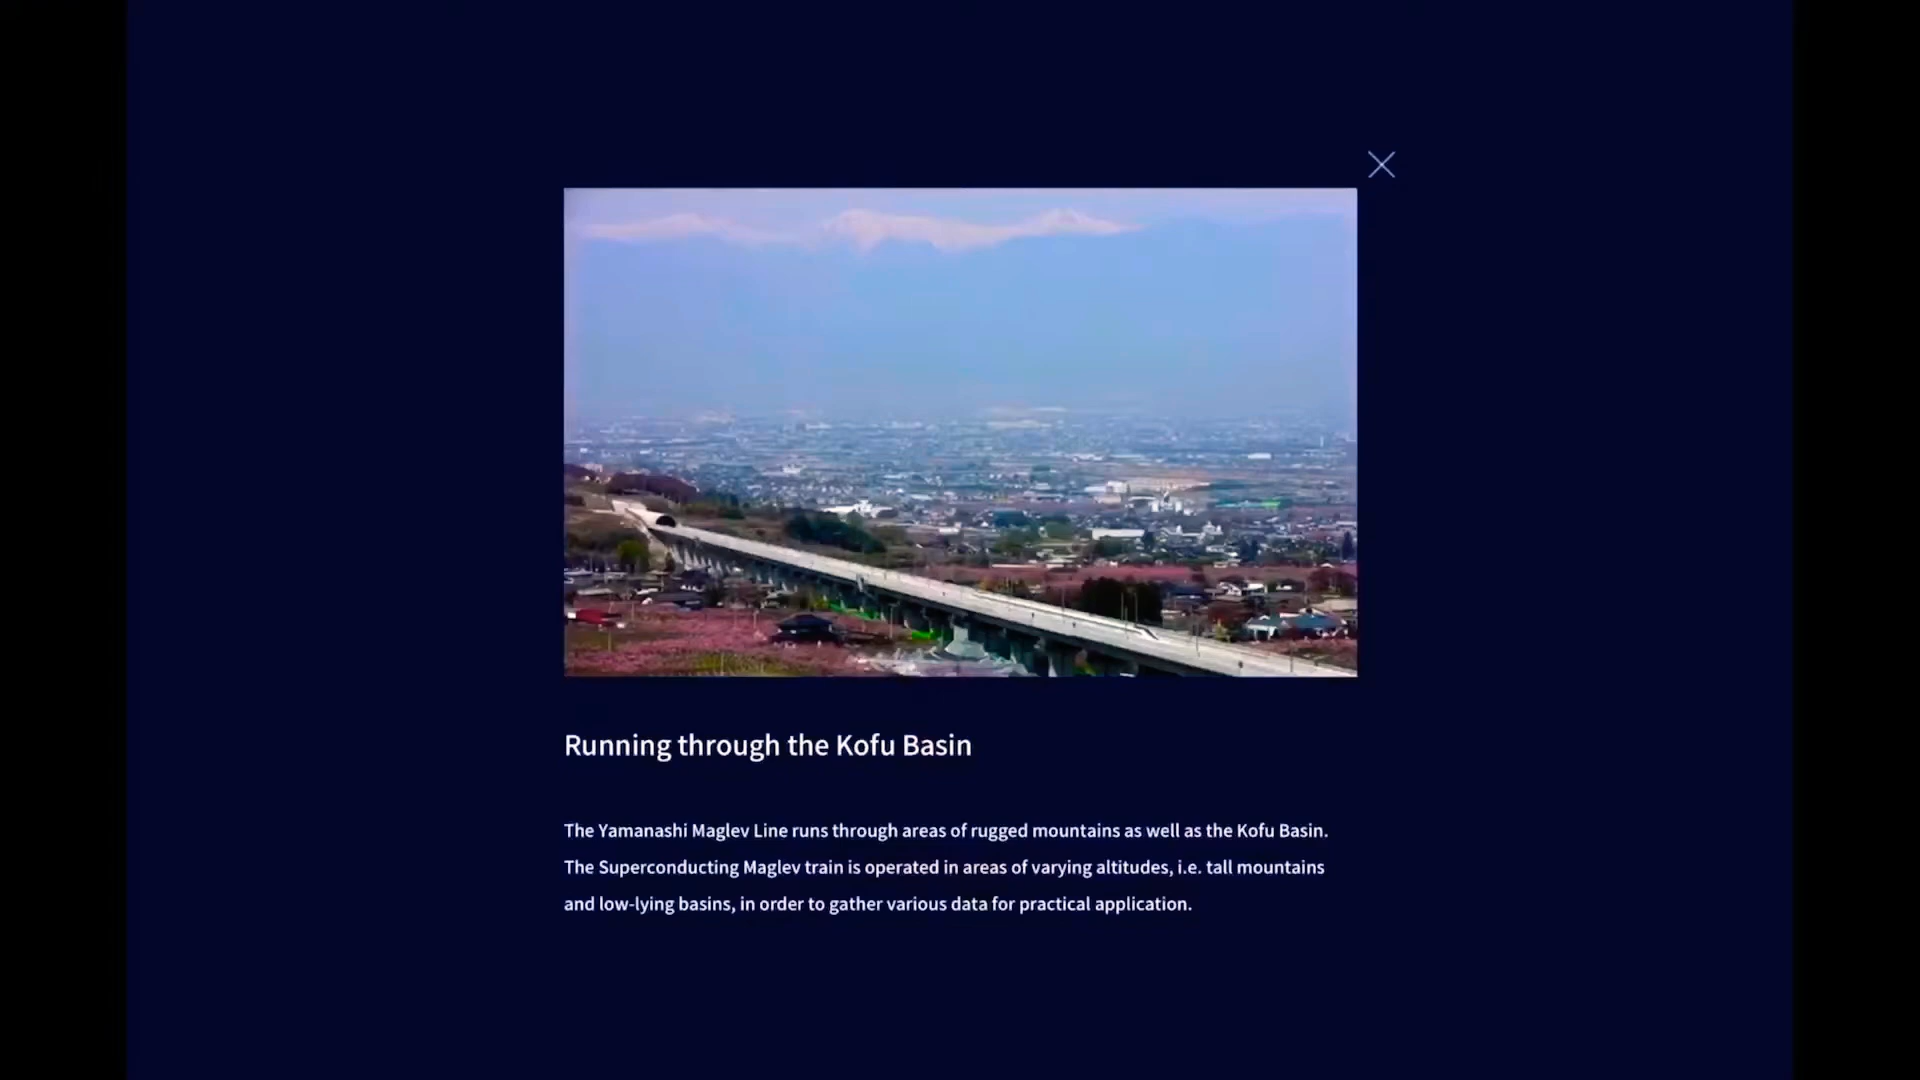 Running through the Kofu Basin
The Yamanashi Maglev Line runs through areas of rugged mountains as well as the Kofu Basin.
The Superconducting Maglev train is operated in areas of varying altitudes, i.e. tall mountains
and low-lying basins, in order to gather various data for practical application.